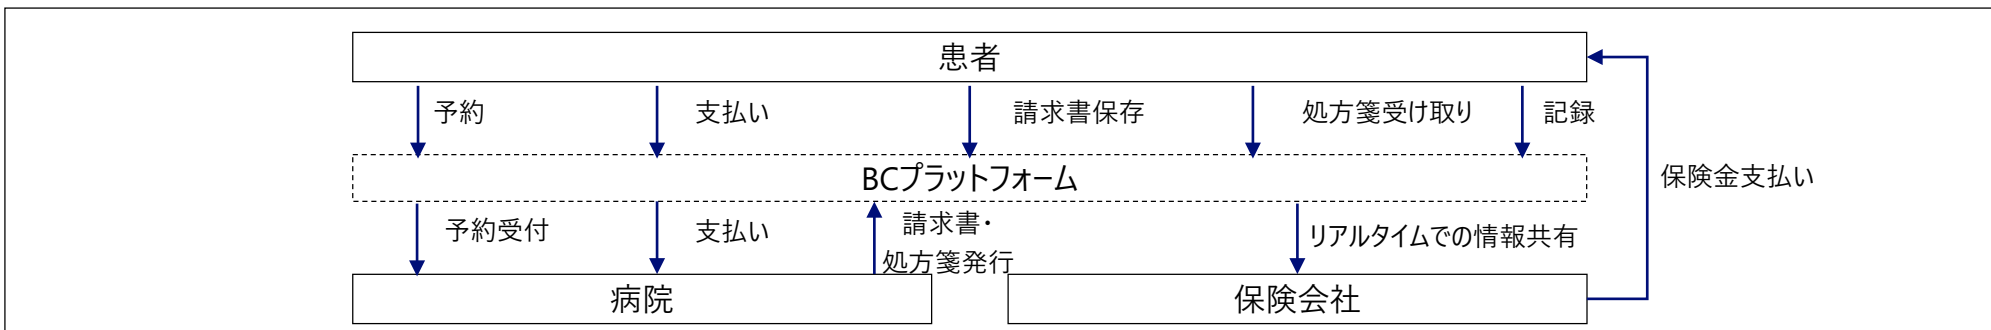 患者
予約
支払い
請求書保存
処方箋受け取り
記録
BCプラットフォーム
保険金支払い
予約受付
支払い
請求書・
処方箋発行
リアルタイムでの情報共有
病院
保険会社